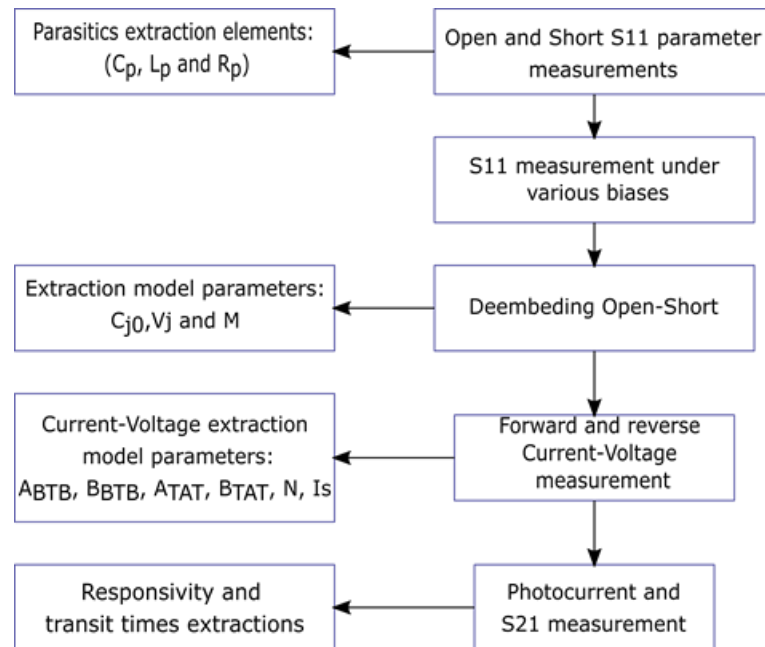 Parasitics extraction elements:
(Cp, Lp and Rp)
Open and Short S11 parameter
measurements
S11 measurement under
various biases
Extraction model parameters:
Cj0,Vj and M
Deembeding Open-Short
Current-Voltage extraction
model parameters:
ABTB, BBTB, ATAT, BTAT, N, Is
Forward and reverse
Current-Voltage
measurement
Responsivity and
transit times extractions
Photocurrent and
S21 measurement